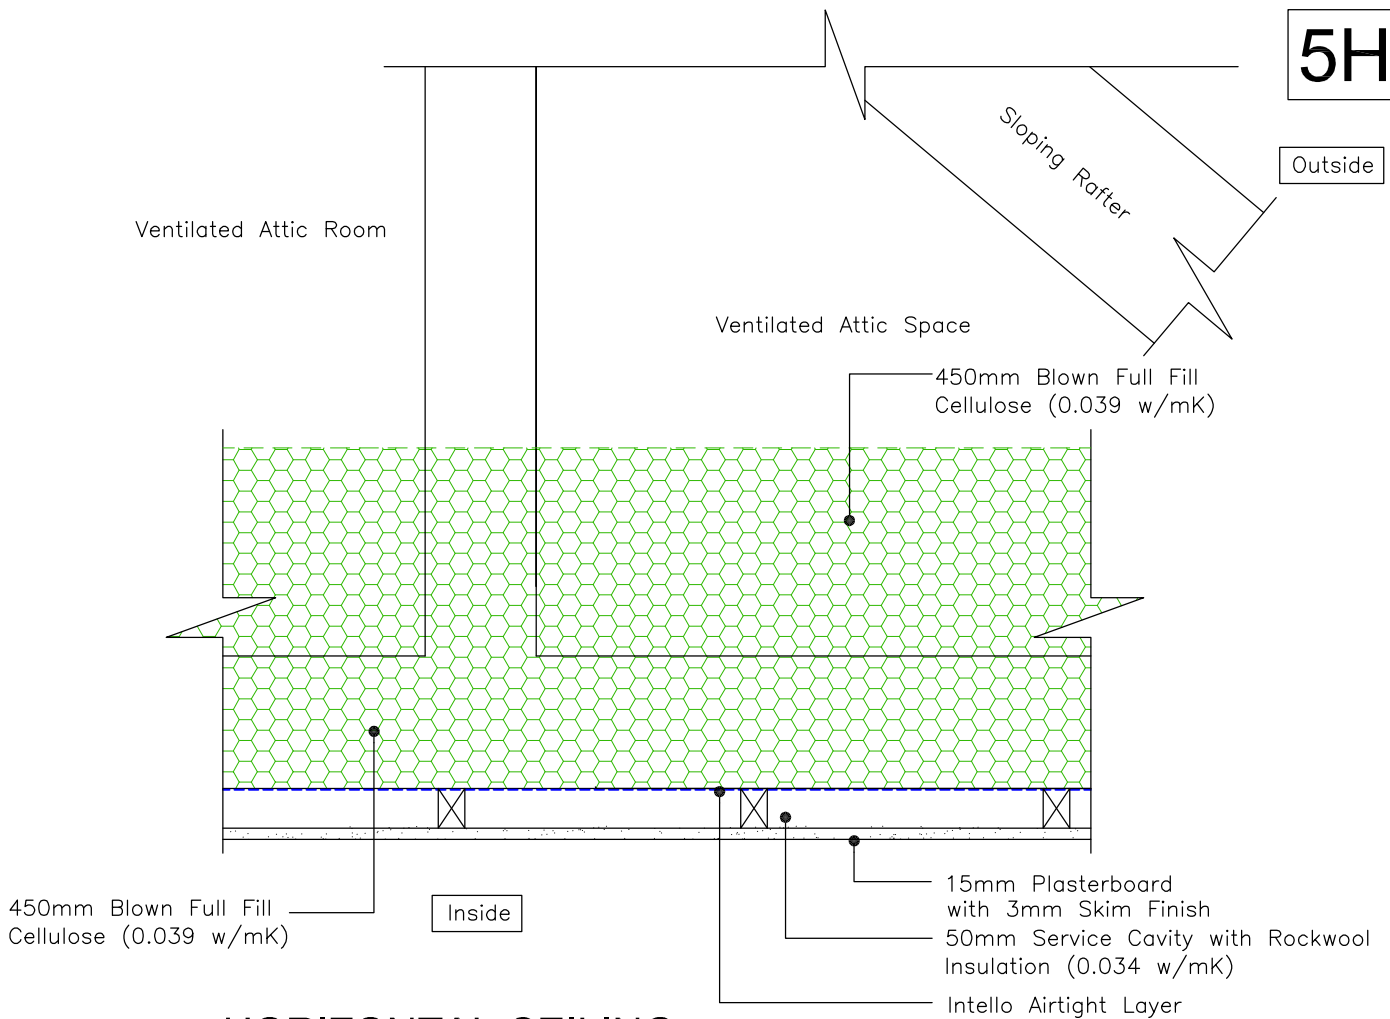 5H
Outside
Sloping Rafter
Ventilated Attic Room
Ventilated Attic Space
450mm Blown Full Fill
Cellulose (0.039 w/mK)
450mm Blown Full Fill
Cellulose (0.039 w/mK)
Inside
15mm Plasterboard
with 3mm Skim Finish
50mm Service Cavity with Rockwool
Insulation (0.034 w/mK)
Intello Airtight Layer
HORIZONTAL CEILING